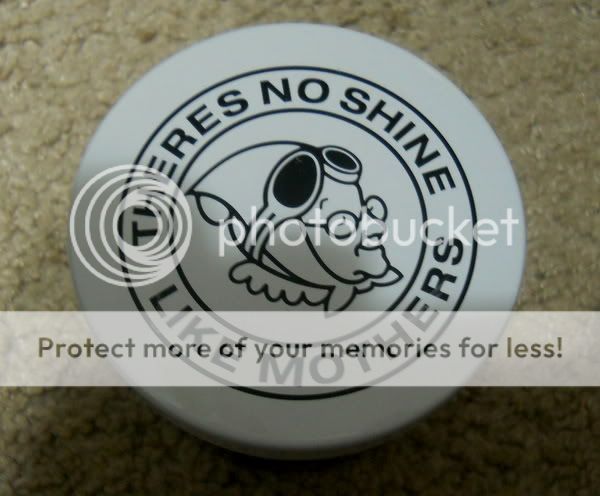 THERES NO SHINE
LIKE MOTHERS
photobucket
Protect more of your memories for less!